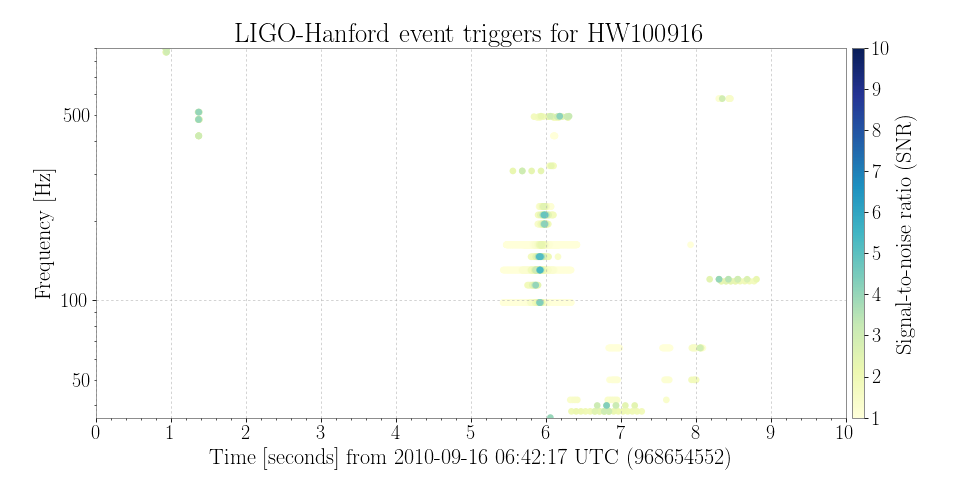 LIGO-Hanford event triggers for HW100916
Frequency [Hz]
500
100
50
0 1 2 3 4 5 6 7 8 9 10
Time [seconds] from 2010-09-16 06:42:17 UTC (968654552)
10
9
8
7
6
5
4
3
2
1
Signal-to-noise ratio (SNR)